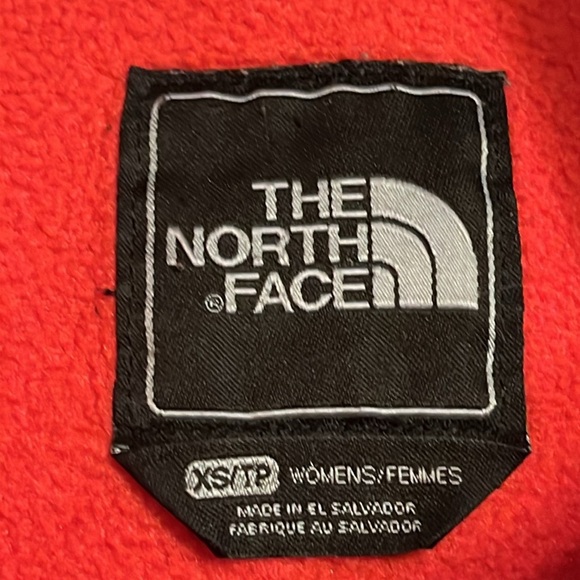 THE
NORTH
®FACE
XS/TP WOMENS/FEMMES
MADE IN EL SALVADOR
FABRIQUE AU SALVADOR